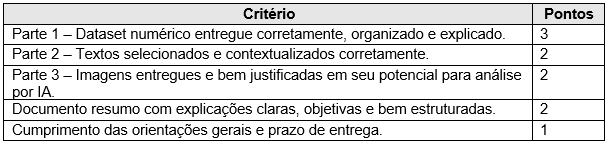 Critério Pontos
Parte 1 – Dataset numérico entregue corretamente, organizado e explicado. 3
Parte 2 – Textos selecionados e contextualizados corretamente. 2
Parte 3 – Imagens entregues e bem justificadas em seu potencial para análise 2
por IA.
Documento resumo com explicações claras, objetivas e bem estruturadas. 2
Cumprimento das orientações gerais e prazo de entrega. 1